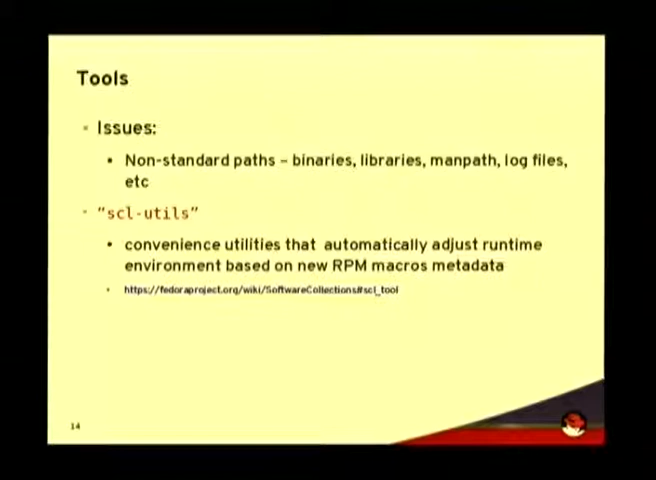 Tools
Issues:
Non-standard paths – binaries, libraries, manpath, log files,
etc
"scl-utils"
convenience utilities that automatically adjust runtime
environment based on new RPM macros metadata
https://fedoraproject.org/wiki/SoftwareCollections#scl_tool
14